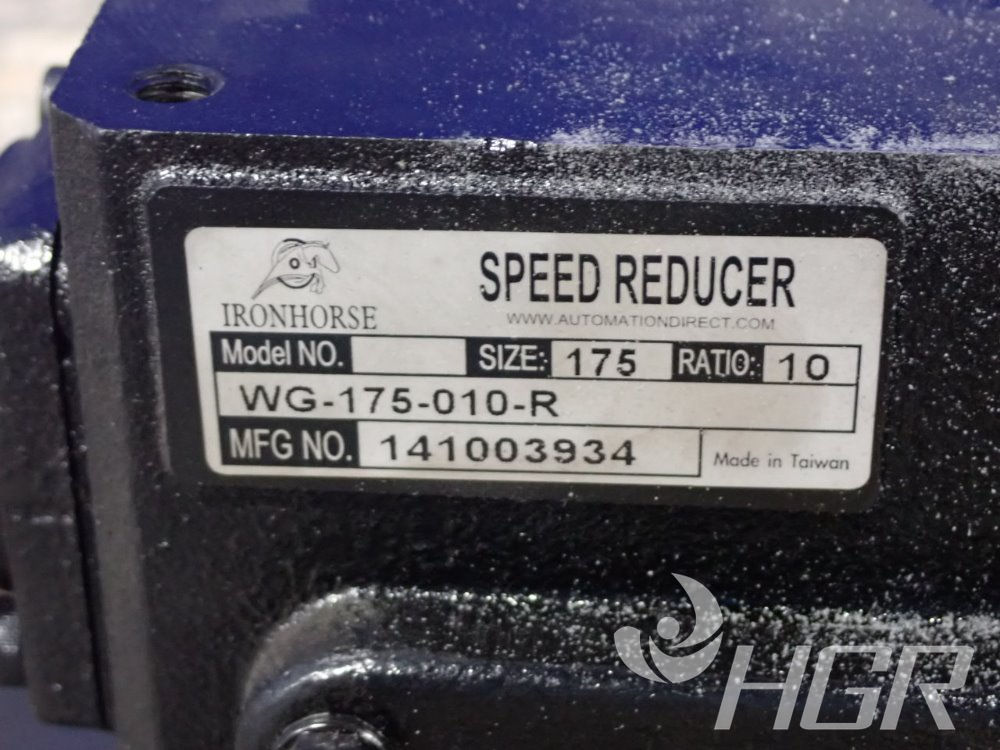 IRONHORSE
SPEED REDUCER
WWW.AUTOMATIONDIRECT.COM
Model NO. SIZE: 175 RATIO: 10
WG-175-010-R
MFG NO. 141003934 Made in Taiwan
HGR